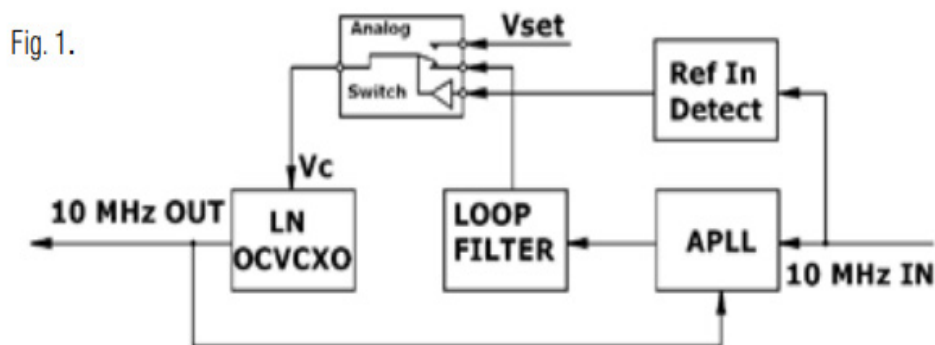 Fig. 1.
Analog
Switch
Vset
Ref In
Detect
Vc
10 MHz OUT
LN
OCVCXO
LOOP
FILTER
APLL
10 MHz IN